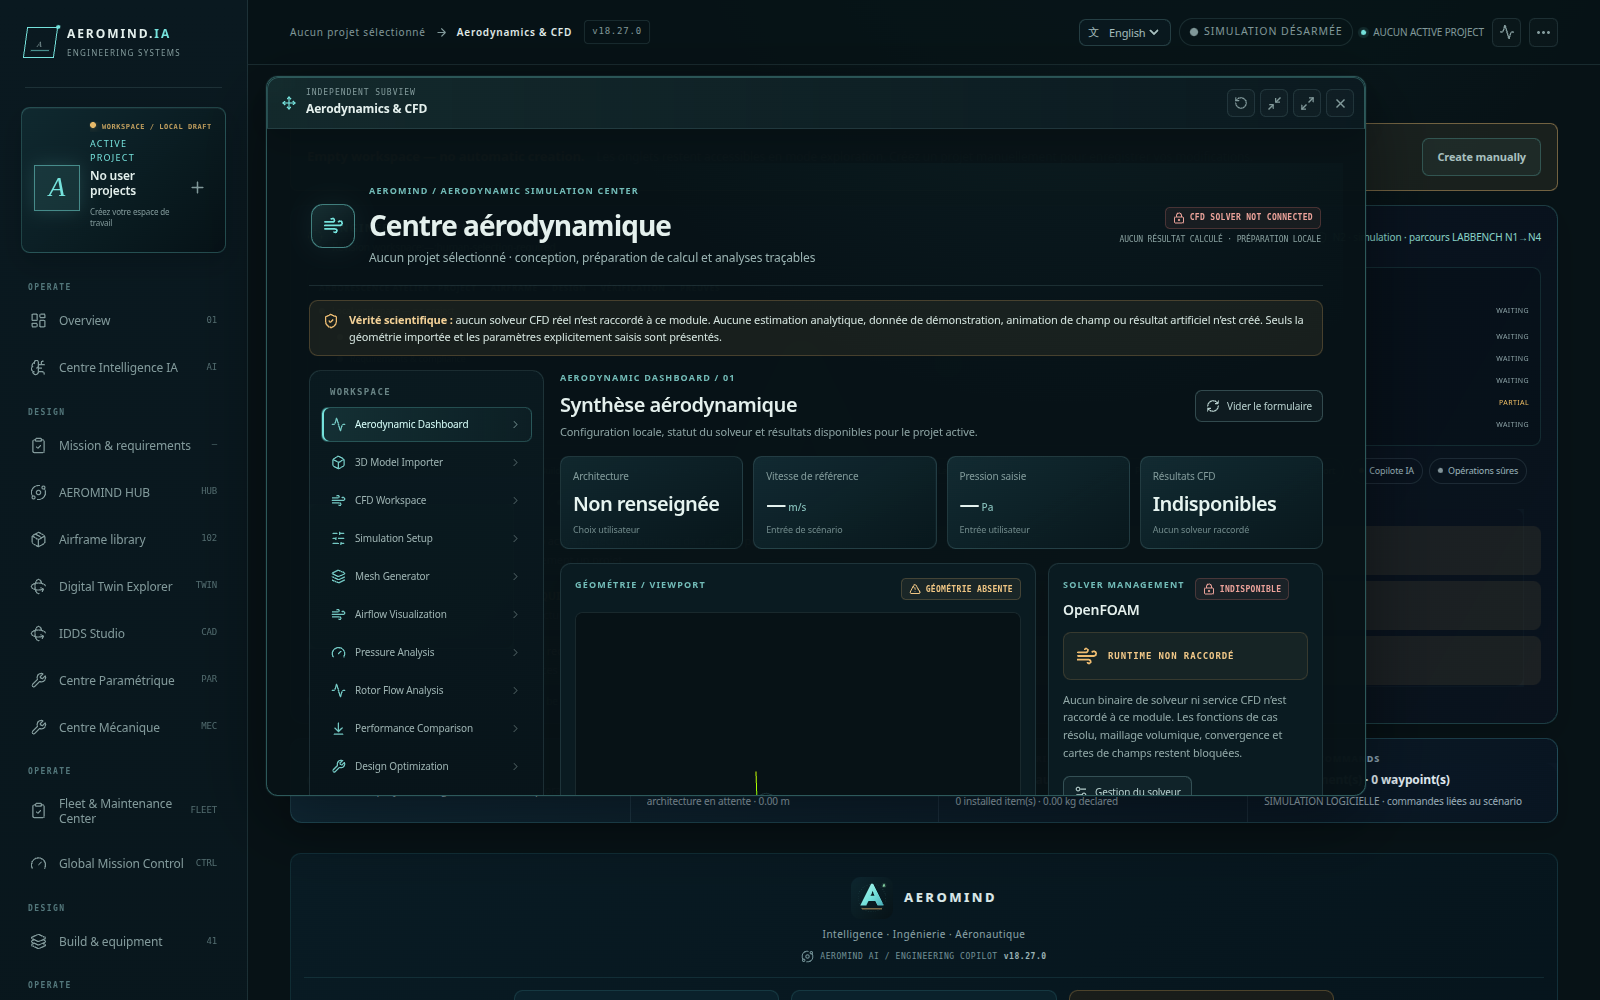 AEROMIND.IA
ENGINEERING SYSTEMS
WORKSPACE / LOCAL DRAFT
ACTIVE
PROJECT
A
No user
projects
Créez votre espace de
travail
OPERATE
Overview 01
Centre Intelligence IA AI
DESIGN
Mission & requirements —
AEROMIND HUB HUB
Airframe library 102
Digital Twin Explorer TWIN
IDDS Studio CAD
Centre Paramétrique PAR
Centre Mécanique MEC
OPERATE
Fleet & Maintenance
Center FLEET
Global Mission Control CTRL
DESIGN
Build & equipment 41
OPERATE
Aucun projet sélectionné → Aerodynamics & CFD v18.27.0
文 English
SIMULATION DÉSARMÉE
AUCUN ACTIVE PROJECT
INDEPENDENT SUBVIEW
Aerodynamics & CFD
AEROMIND / AERODYNAMIC SIMULATION CENTER
Centre aérodynamique
Aucun projet sélectionné · conception, préparation de calcul et analyses traçables
CFD SOLVER NOT CONNECTED
AUCUN RÉSULTAT CALCULÉ · PRÉPARATION LOCALE
Vérité scientifique : aucun solveur CFD réel n’est raccordé à ce module. Aucune estimation analytique, donnée de démonstration, animation de champ ou résultat artificiel n’est créé. Seuls la
géométrie importée et les paramètres explicitement saisis sont présentés.
WORKSPACE
Aerodynamic Dashboard
3D Model Importer
CFD Workspace
Simulation Setup
Mesh Generator
Airflow Visualization
Pressure Analysis
Rotor Flow Analysis
Performance Comparison
Design Optimization
AERODYNAMIC DASHBOARD / 01
Synthèse aérodynamique
Configuration locale, statut du solveur et résultats disponibles pour le projet active.
Vider le formulaire
Architecture
Non renseignée
Choix utilisateur
Vitesse de référence
— m/s
Entrée de scénario
Pression saisie
— Pa
Entrée utilisateur
Résultats CFD
Indisponibles
Aucun solveur raccordé
GÉOMÉTRIE / VIEWPORT
GÉOMÉTRIE ABSENTE
SOLVER MANAGEMENT
INDISPONIBLE
OpenFOAM
RUNTIME NON RACCORDÉ
Aucun binaire de solveur ni service CFD n’est
raccordé à ce module. Les fonctions de cas
résolu, maillage volumique, convergence et
cartes de champs restent bloquées.
Gestion du solveur
Create manually
mulation · parcours LABBENCH N1→N4
WAITING
WAITING
WAITING
WAITING
PARTIAL
WAITING
Copilote IA
Opérations sûres
· 0 waypoint(s)
architecture en attente · 0.00 m
0 installed item(s) · 0.00 kg declared
SIMULATION LOGICIELLE · commandes liées au scénario
AEROMIND
Intelligence · Ingénierie · Aéronautique
AEROMIND AI / ENGINEERING COPILOT v18.27.0